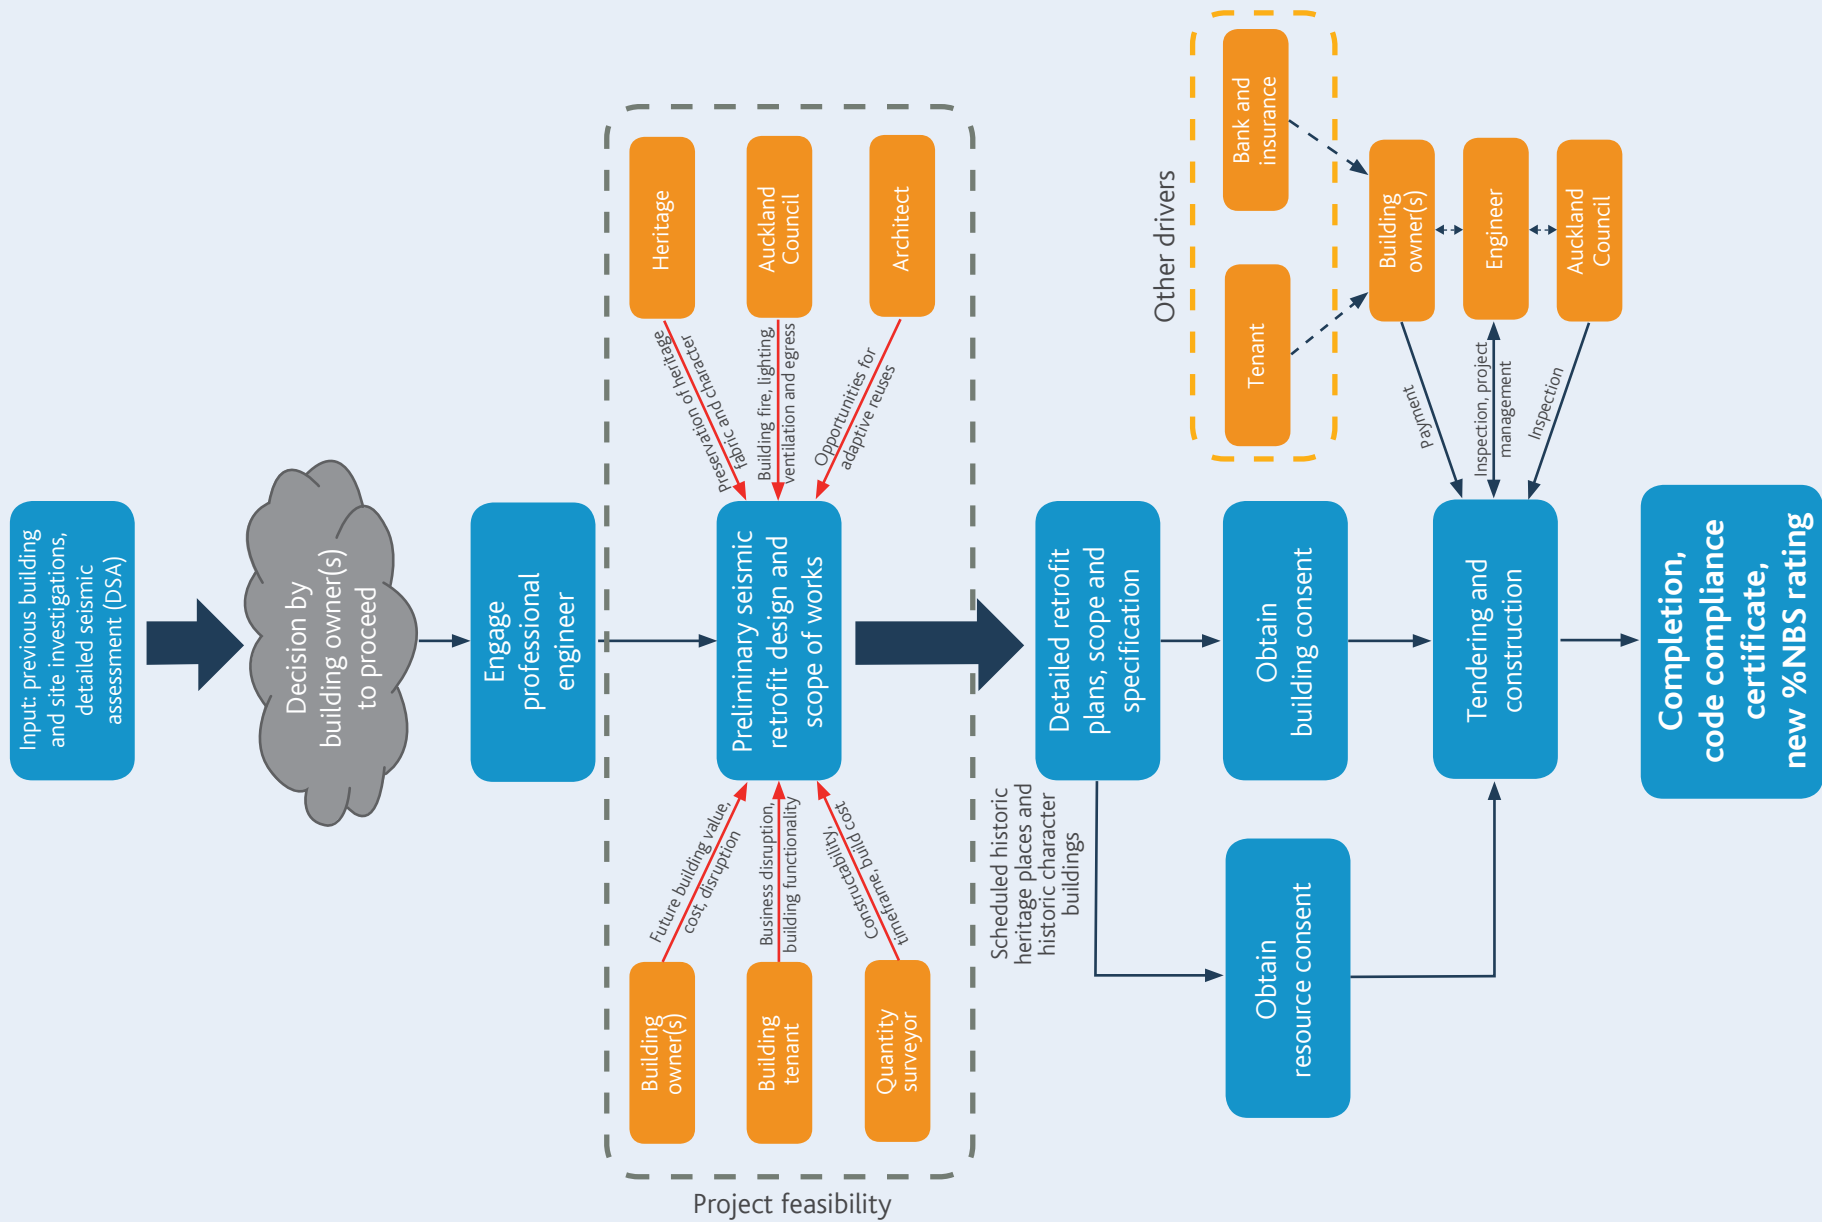 Input: previous building
and site investigations,
detailed seismic
assessment (DSA)
Decision by
building owner(s)
to proceed
Engage
professional
engineer
Project feasibility
Building
owner(s)
Future building value,
cost, disruption
Building
tenant
Business disruption,
building functionality
Quantity
surveyor
Constructability,
timeframe, build cost
Preliminary seismic
retrofit design and
scope of works
Heritage
Preservation of heritage
fabric and character
Auckland
Council
Building fire, lighting,
ventilation and egress
Architect
Opportunities for
adaptive reuses
Detailed retrofit
plans, scope and
specification
Scheduled historic
heritage places and
historic character
buildings
Obtain
building consent
Obtain
resource consent
Other drivers
Tenant
Bank and
insurance
Building
owner(s)
Engineer
Auckland
Council
Payment
Inspection, project
management
Inspection
Tendering and
construction
Completion,
code compliance
certificate,
new %NBS rating